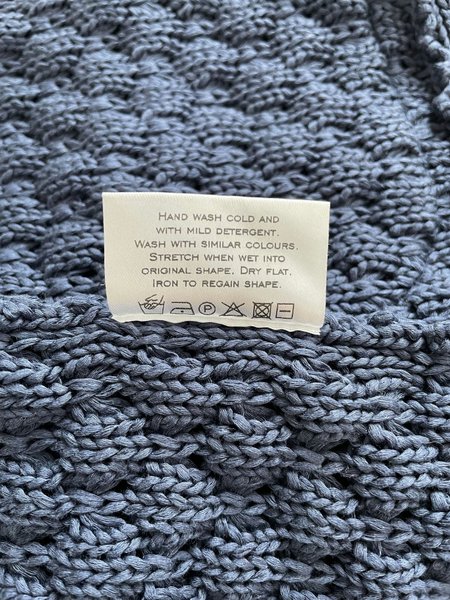 HAND WASH COLD AND
WITH MILD DETERGENT.
WASH WITH SIMILAR COLOURS.
STRETCH WHEN WET INTO
ORIGINAL SHAPE. DRY FLAT.
IRON TO REGAIN SHAPE.
P